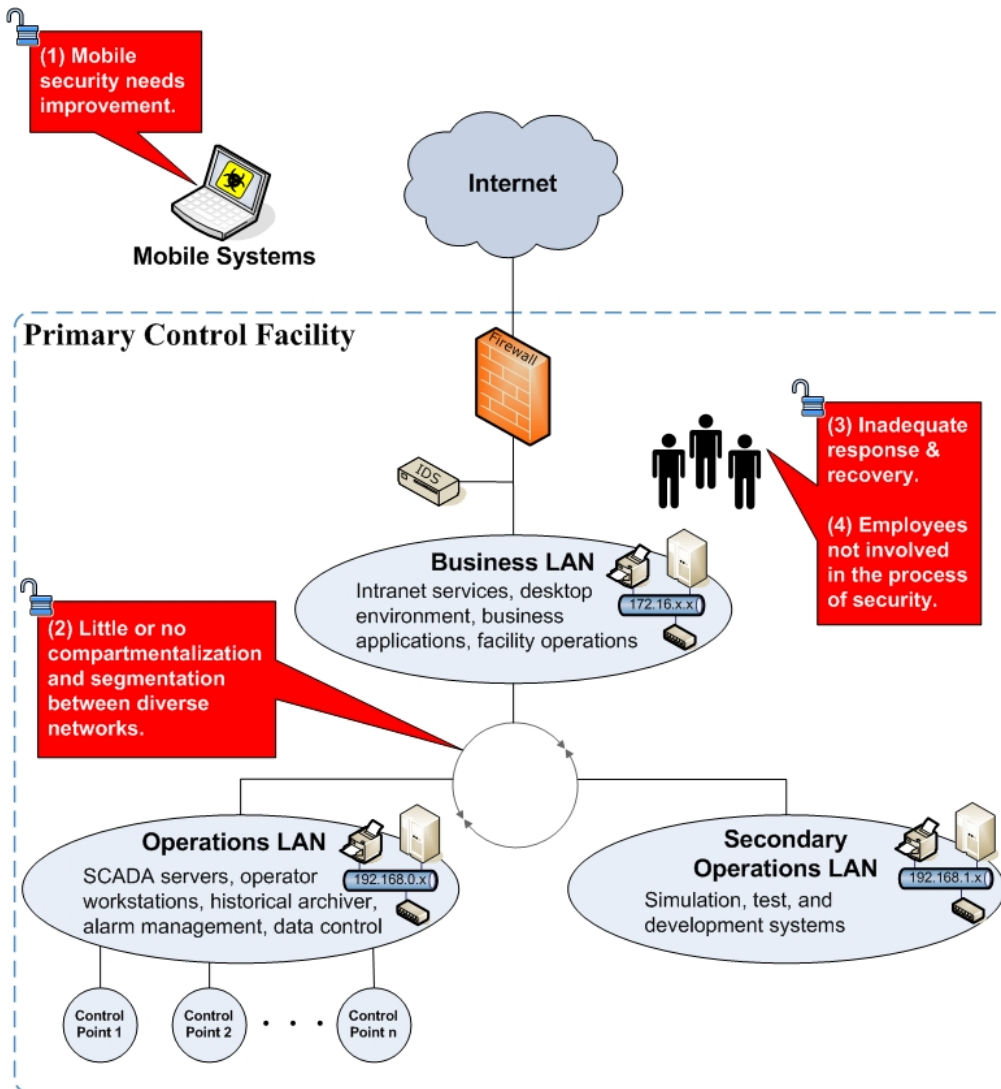 (1) Mobile
security needs
improvement.
Internet
Mobile Systems
Primary Control Facility
Firewall
IDS
(3) Inadequate
response &
recovery.
(4) Employees
not involved
in the process
of security.
Business LAN
Intranet services, desktop
environment, business
applications, facility operations
172.16.x.x
(2) Little or no
compartmentalization
and segmentation
between diverse
networks.
Operations LAN
SCADA servers, operator
workstations, historical archiver,
alarm management, data control
192.168.0.x
Secondary
Operations LAN
Simulation, test, and
development systems
192.168.1.x
Control
Point 1
Control
Point 2
. . .
Control
Point n